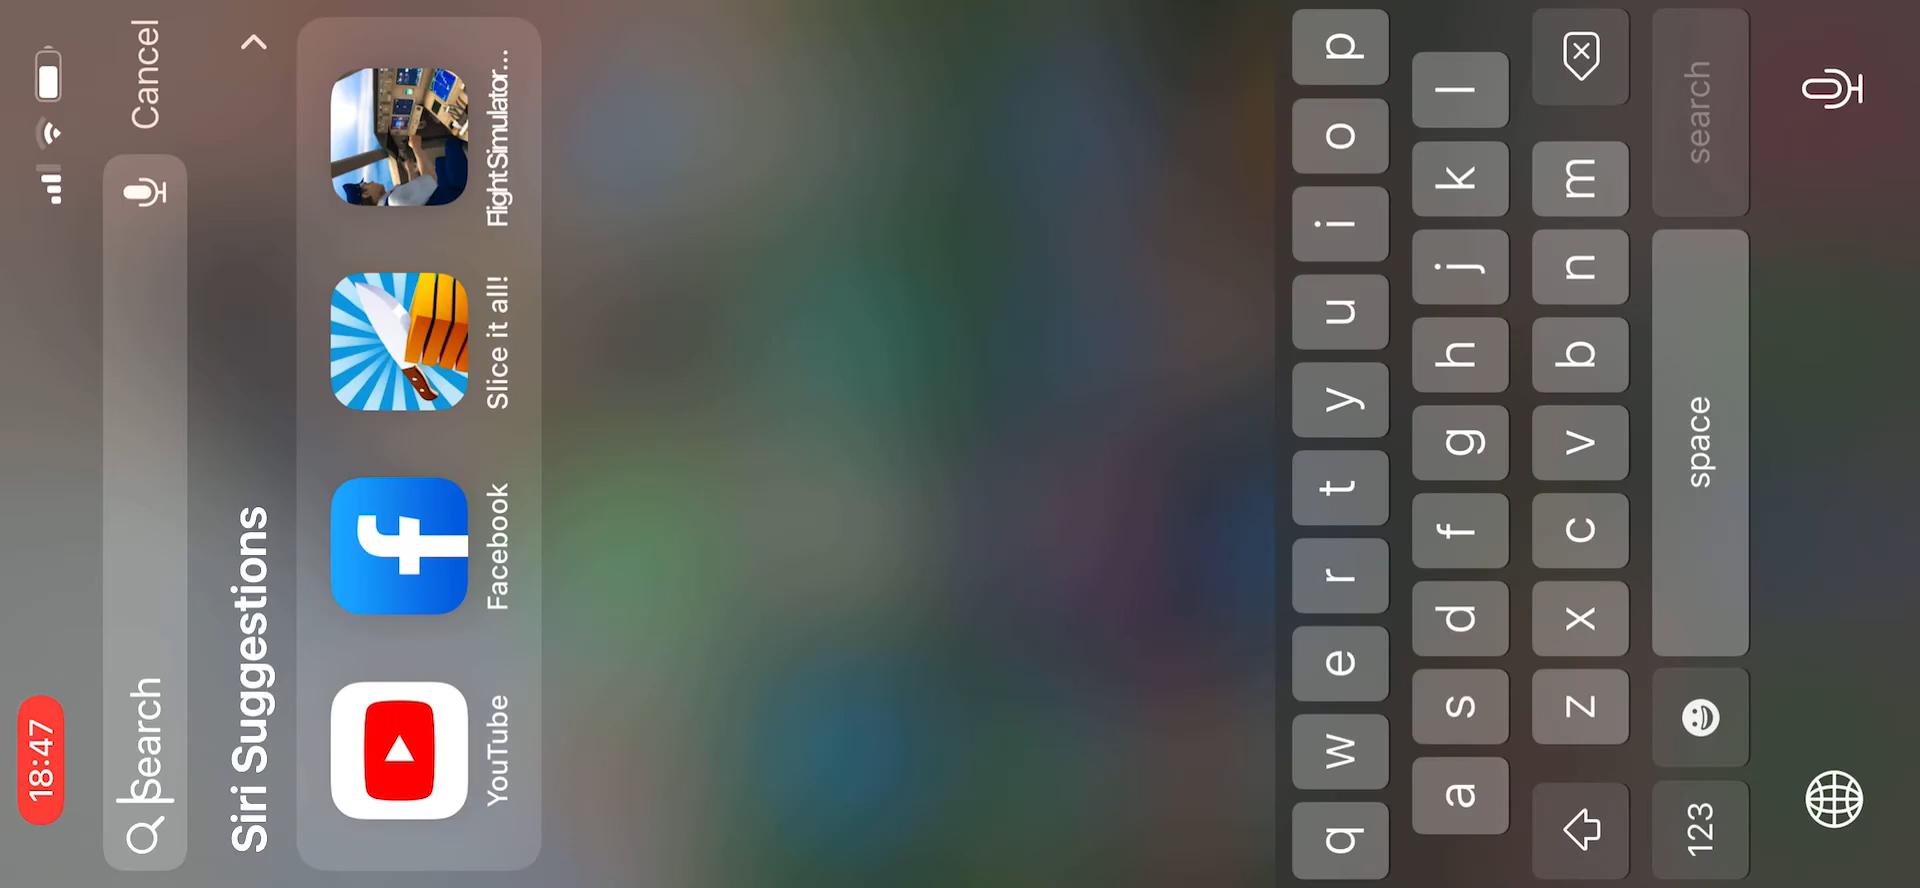 18:47
Search
Cancel
Siri Suggestions
YouTube
Facebook
Slice it all!
FlightSimulator...
q w e r t y u i o p
a s d f g h j k l
z x c v b n m
123
space
search